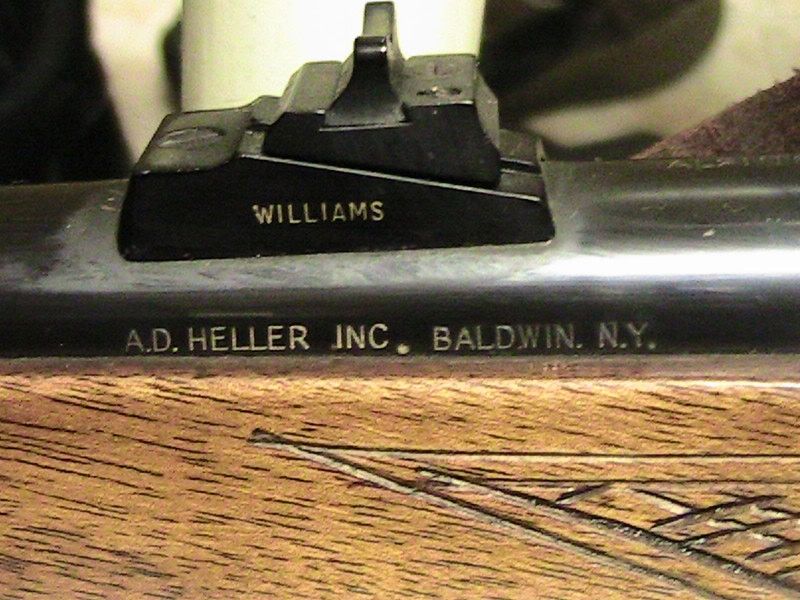 WILLIAMS
A.D. HELLER INC. BALDWIN. N.Y.